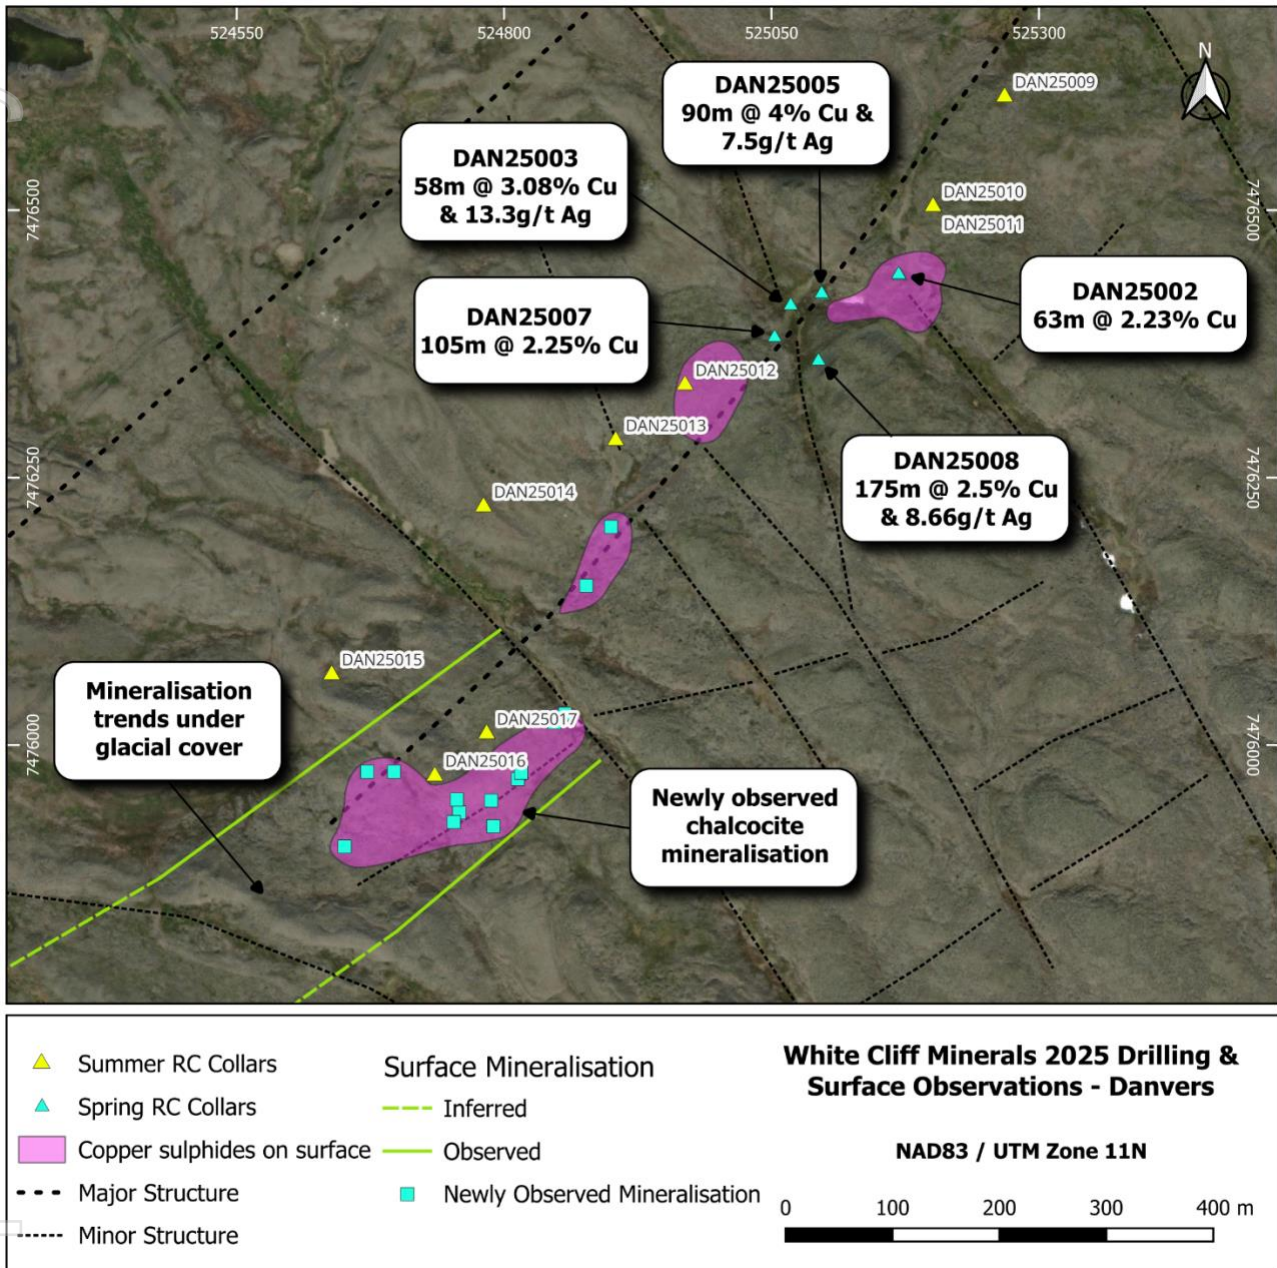 524550
524800
525050
525300
N
DAN25009
DAN25005
90m @ 4% Cu &
7.5g/t Ag
DAN25003
58m @ 3.08% Cu
& 13.3g/t Ag
7476500
7476500
DAN25010
DAN25011
DAN25002
63m @ 2.23% Cu
DAN25007
105m @ 2.25% Cu
DAN25012
DAN25013
7476250
7476250
DAN25008
175m @ 2.5% Cu
& 8.66g/t Ag
DAN25014
DAN25015
Mineralisation
trends under
glacial cover
DAN25017
7476000
7476000
DAN25016
Newly observed
chalcocite
mineralisation
Summer RC Collars
Spring RC Collars
Copper sulphides on surface
Major Structure
Minor Structure
Surface Mineralisation
Inferred
Observed
Newly Observed Mineralisation
White Cliff Minerals 2025 Drilling &
Surface Observations - Danvers
NAD83 / UTM Zone 11N
0 100 200 300 400 m